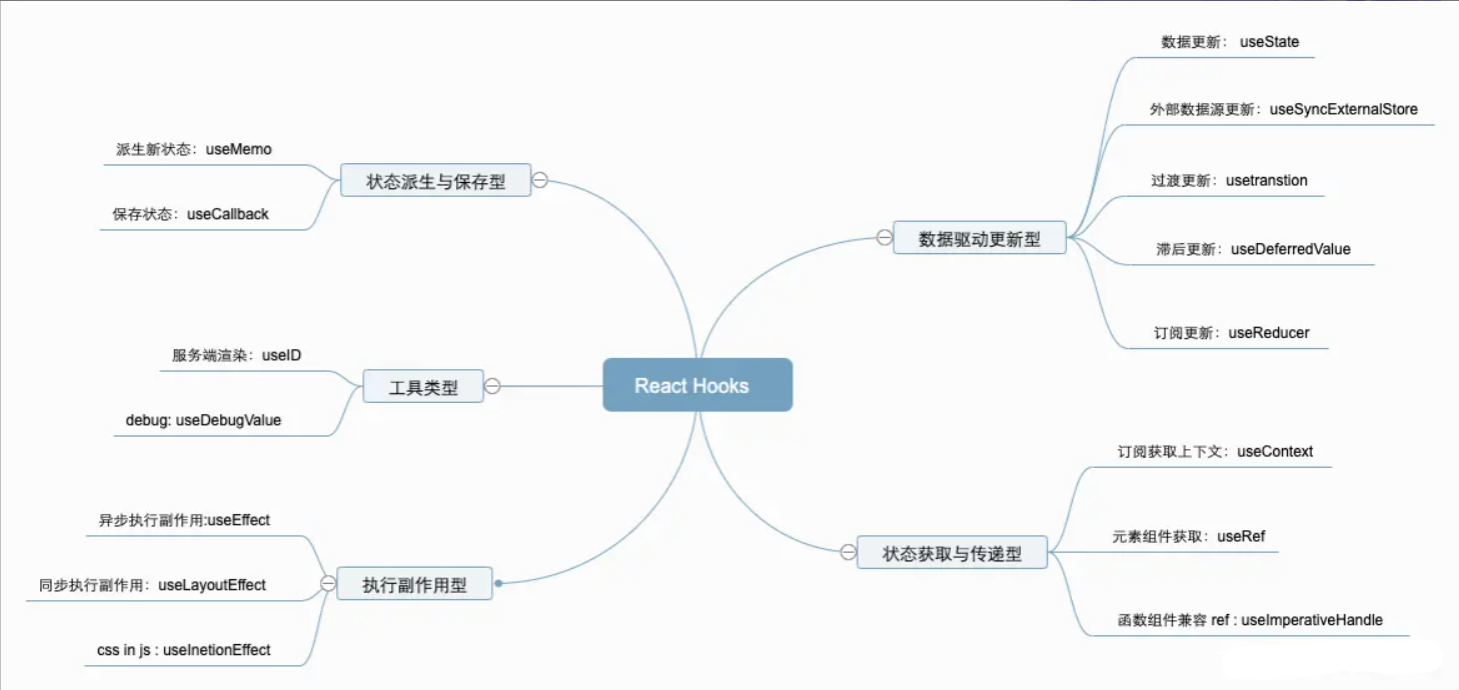 React Hooks
状态派生与保存型
派生新状态：useMemo
保存状态：useCallback
工具类型
服务端渲染：useID
debug: useDebugValue
执行副作用型
异步执行副作用:useEffect
同步执行副作用：useLayoutEffect
css in js : useInetionEffect
数据驱动更新型
数据更新： useState
外部数据源更新：useSyncExternalStore
过渡更新：usetranstion
滞后更新：useDeferredValue
订阅更新：useReducer
状态获取与传递型
订阅获取上下文：useContext
元素组件获取：useRef
函数组件兼容 ref : useImperativeHandle